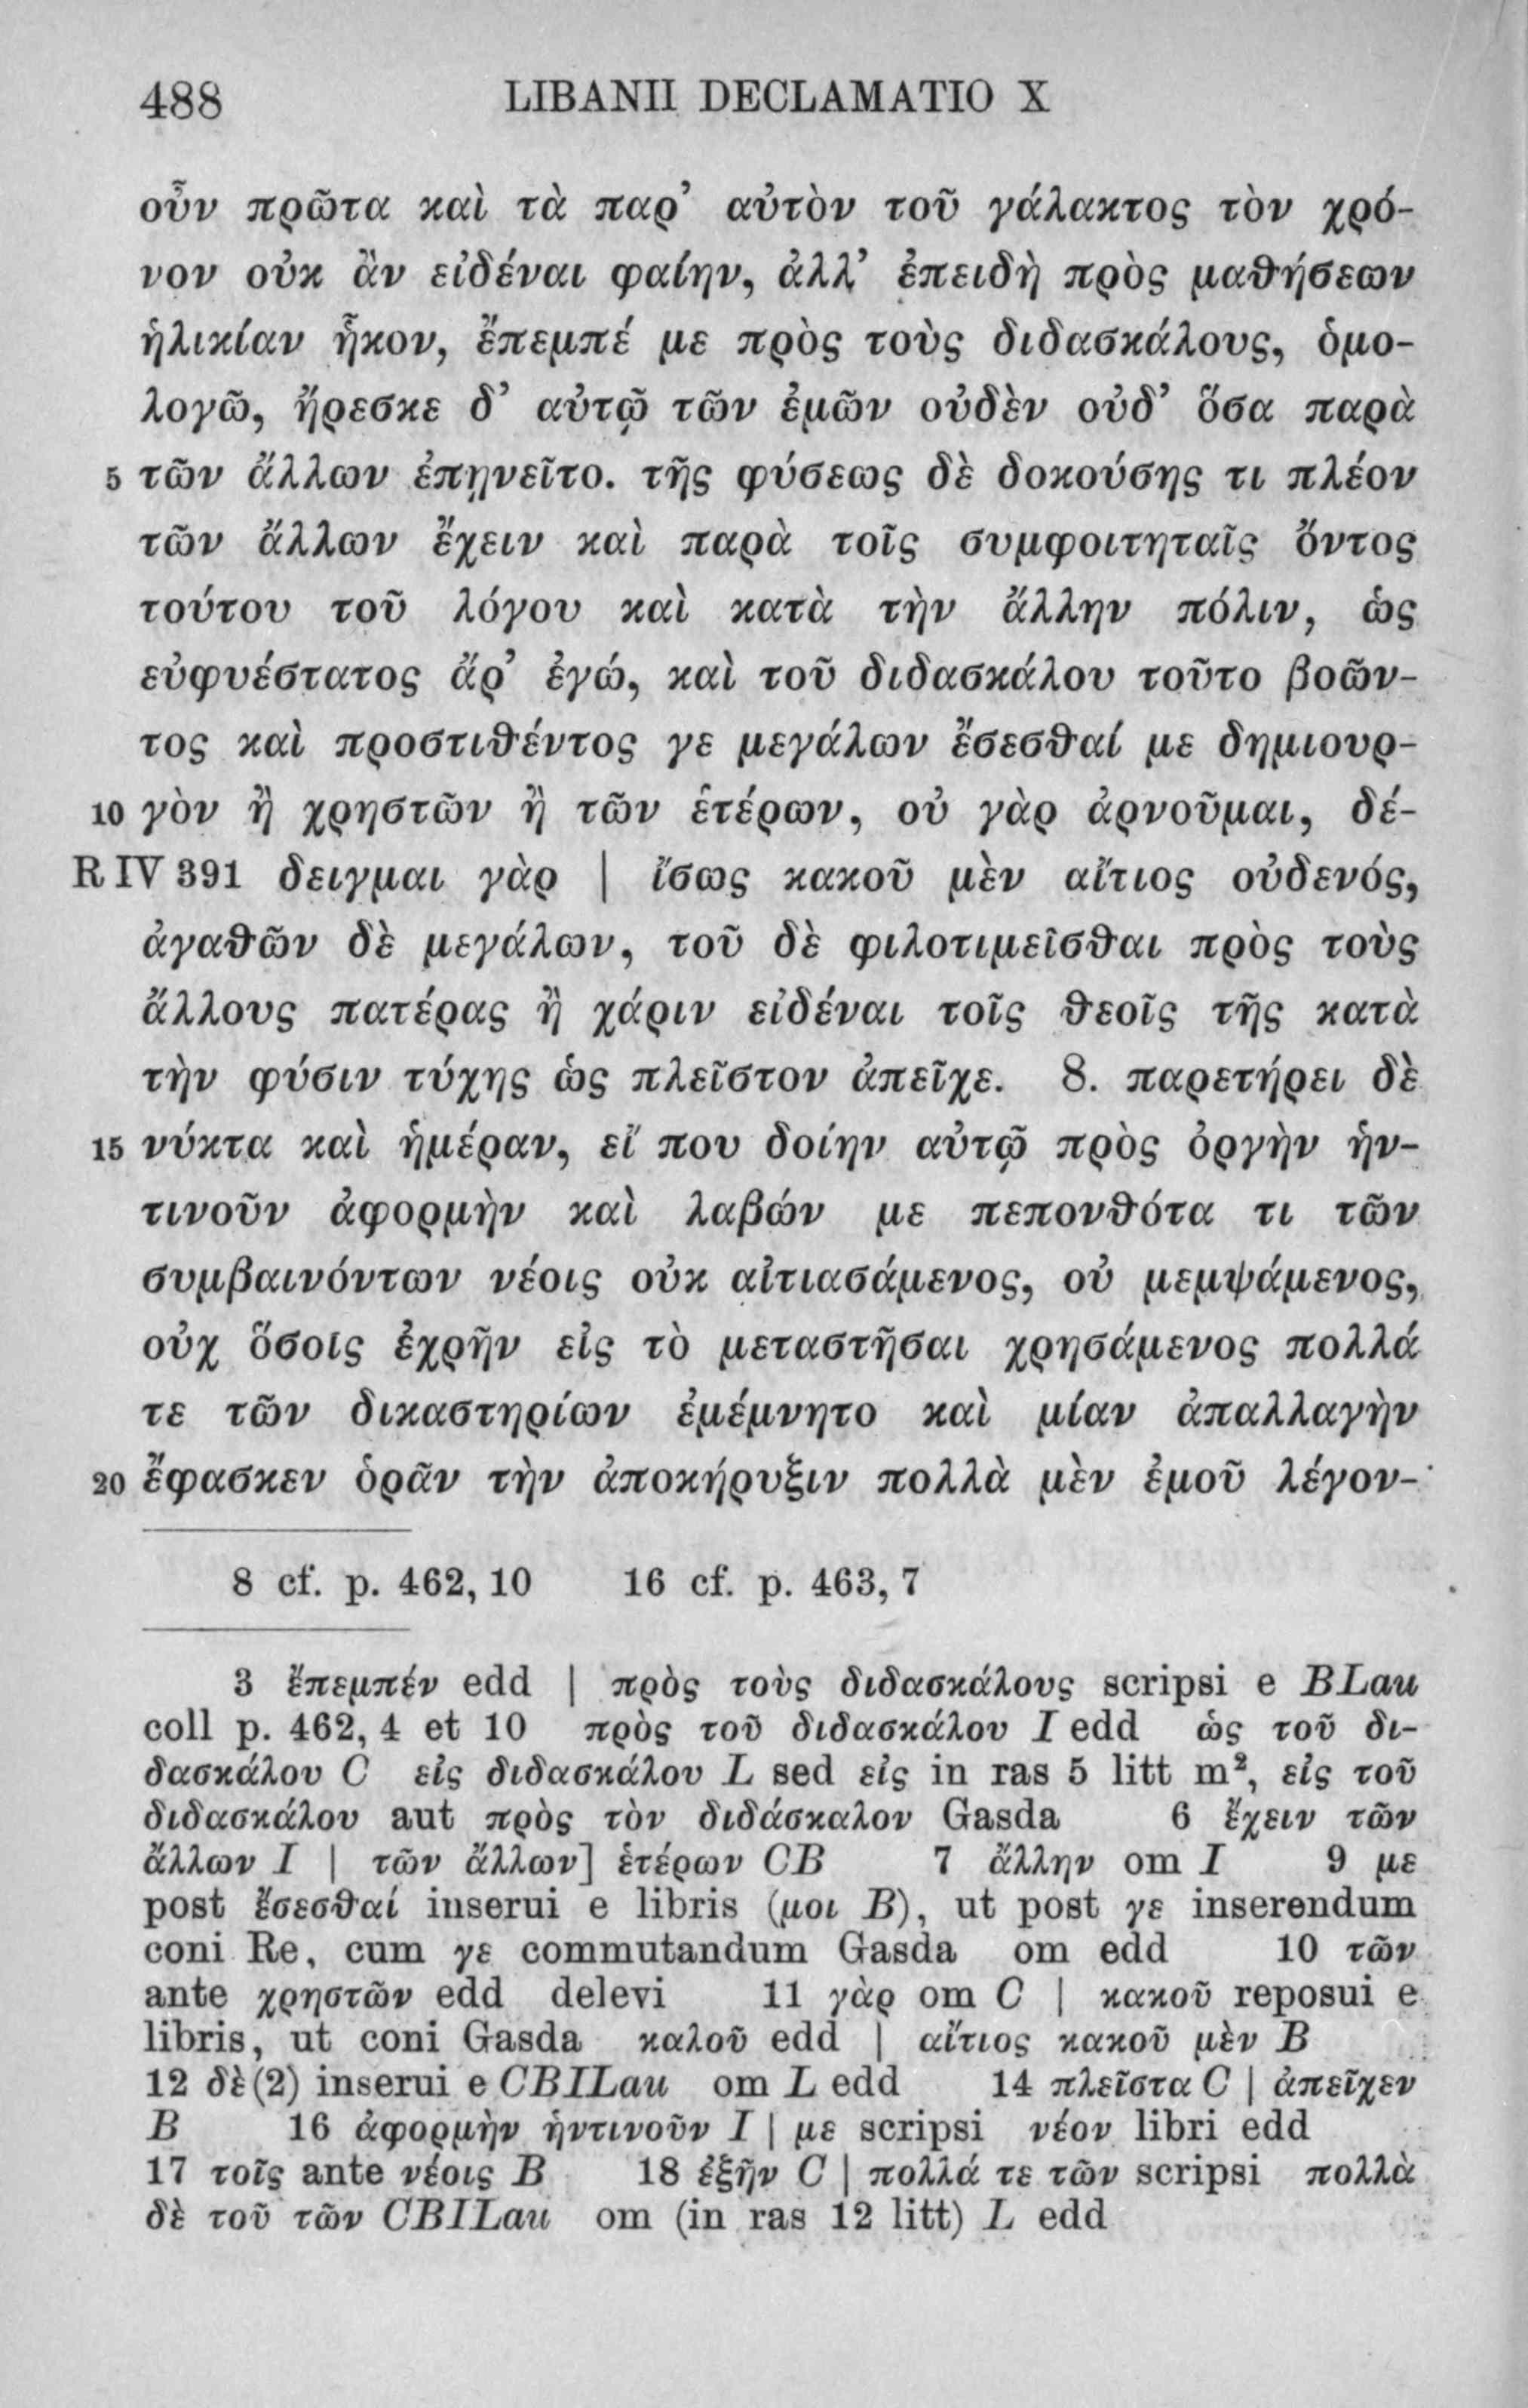 488 LIBANII DECLAMATIO X
οὖν πρῶτα καὶ τὰ παρ’ αὐτὸν τοῦ γάλακτος τὸν χρό-
νον οὐκ ἂν εἰδέναι φαίην, ἀλλ’ ἐπειδὴ πρὸς μαθήσεων
ἡλικίαν ἧκον, ἔπεμπέ με πρὸς τοὺς διδασκάλους, ὁμο-
λογῶ, ἤρεσκε δ’ αὐτῷ τῶν ἐμῶν οὐδὲν οὐδ’ ὅσα παρὰ
5 τῶν ἄλλων ἐπῃνεῖτο. τῆς φύσεως δὲ δοκούσης τι πλέον
τῶν ἄλλων ἔχειν καὶ παρὰ τοῖς συμφοιτηταῖς ὄντος
τούτου τοῦ λόγου καὶ κατὰ τὴν ἄλλην πόλιν, ὡς
εὐφυέστατος ἄρ’ ἐγώ, καὶ τοῦ διδασκάλου τοῦτο βοῶν-
τος καὶ προστιθέντος γε μεγάλων ἔσεσθαί με δημιουρ-
10 γὸν ἢ χρηστῶν ἢ τῶν ἑτέρων, οὐ γὰρ ἀρνοῦμαι, δέ-
R IV 391 δειγμαι γὰρ | ἴσως κακοῦ μὲν αἴτιος οὐδενός,
ἀγαθῶν δὲ μεγάλων, τοῦ δὲ φιλοτιμεῖσθαι πρὸς τοὺς
ἄλλους πατέρας ἢ χάριν εἰδέναι τοῖς θεοῖς τῆς κατὰ
τὴν φύσιν τύχης ὡς πλεῖστον ἀπεῖχε. 8. παρετήρει δὲ
15 νύκτα καὶ ἡμέραν, εἴ που δοίην αὐτῷ πρὸς ὀργὴν ἡν-
τινοῦν ἀφορμὴν καὶ λαβών με πεπονθότα τι τῶν
συμβαινόντων νέοις οὐκ αἰτιασάμενος, οὐ μεμψάμενος,
οὐχ ὅσοις ἐχρῆν εἰς τὸ μεταστῆσαι χρησάμενος πολλά
τε τῶν δικαστηρίων ἐμέμνητο καὶ μίαν ἀπαλλαγὴν
20 ἔφασκεν ὁρᾶν τὴν ἀποκήρυξιν πολλὰ μὲν ἐμοῦ λέγον-
8 cf. p. 462, 10 16 cf. p. 463, 7
3 ἔπεμπέν edd | πρὸς τοὺς διδασκάλους scripsi e BLau
coll p. 462, 4 et 10 πρὸς τοῦ διδασκάλου I edd ὡς τοῦ δι-
δασκάλου C εἰς διδασκάλου L sed εἰς in ras 5 litt m², εἰς τοῦ
διδασκάλου aut πρὸς τὸν διδάσκαλον Gasda 6 ἔχειν τῶν
ἄλλων I | τῶν ἄλλων] ἑτέρων CB 7 ἄλλην om I 9 με
post ἔσεσθαί inserui e libris (μοι B), ut post γε inserendum
coni Re, cum γε commutandum Gasda om edd 10 τῶν
ante χρηστῶν edd delevi 11 γὰρ om C | κακοῦ reposui e
libris, ut coni Gasda καλοῦ edd | αἴτιος κακοῦ μὲν B
12 δὲ (2) inserui e CBILau om L edd 14 πλεῖστα C | ἀπεῖχεν
B 16 ἀφορμὴν ἡντινοῦν I | με scripsi νέον libri edd
17 τοῖς ante νέοις B 18 ἐξῆν C | πολλά τε τῶν scripsi πολλὰ
δὲ τοῦ τῶν CBILau om (in ras 12 litt) L edd